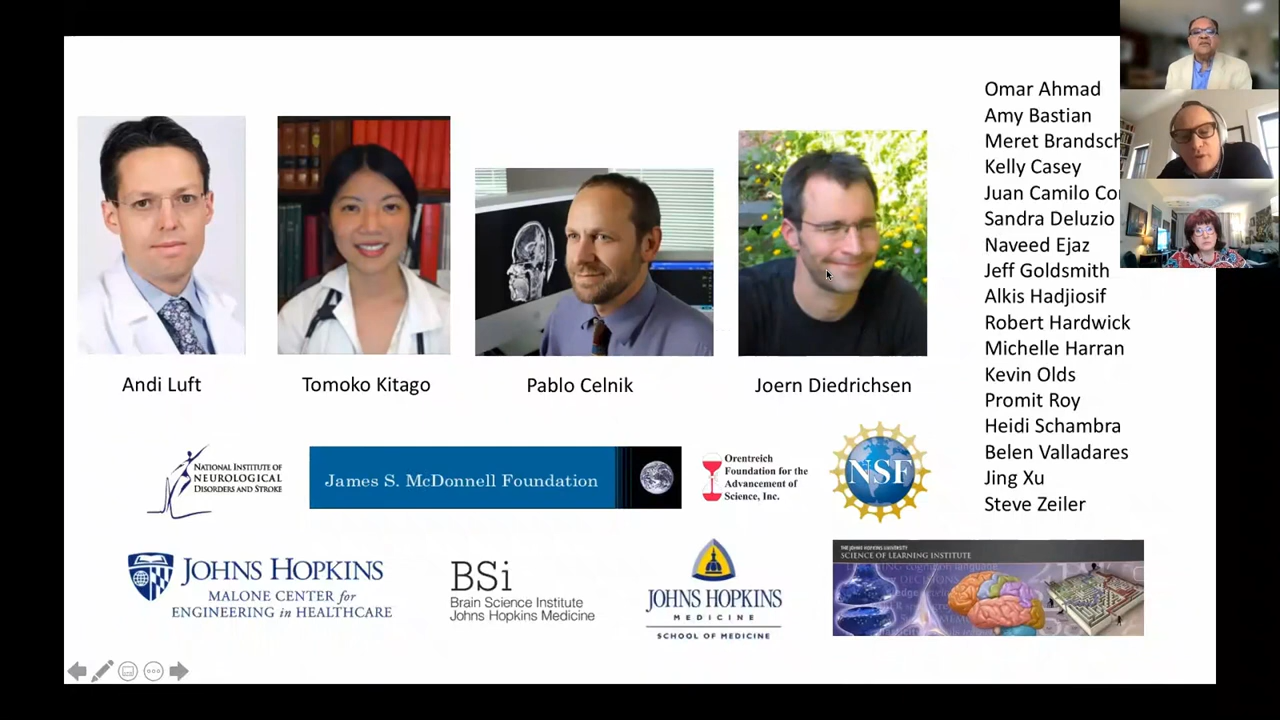 Omar Ahmad
Amy Bastian
Meret
Kelly Casey
Juan Camilo
Sandra Deluzio
Naveed Ejaz
Jeff Goldsmith
Alkis Hadjiosif
Robert Hardwick
Michelle Harran
Kevin Olds
Promit Roy
Heidi Schambra
Belen Valladares
Jing Xu
Steve Zeiler
Andi Luft
Tomoko Kitago
Pablo Celnik
Joern Diedrichsen
NATIONAL INSTITUTE OF
NEUROLOGICAL
DISORDERS AND STROKE
James S. McDonnell Foundation
Orentreich
Foundation for the
Advancement of
Science, Inc.
NSF
JOHNS HOPKINS
MALONE CENTER for
ENGINEERING in HEALTHCARE
BSi
Brain Science Institute
Johns Hopkins Medicine
JOHNS HOPKINS
MEDICINE
SCHOOL OF MEDICINE
THE JOHNS HOPKINS UNIVERSITY
SCIENCE OF LEARNING INSTITUTE